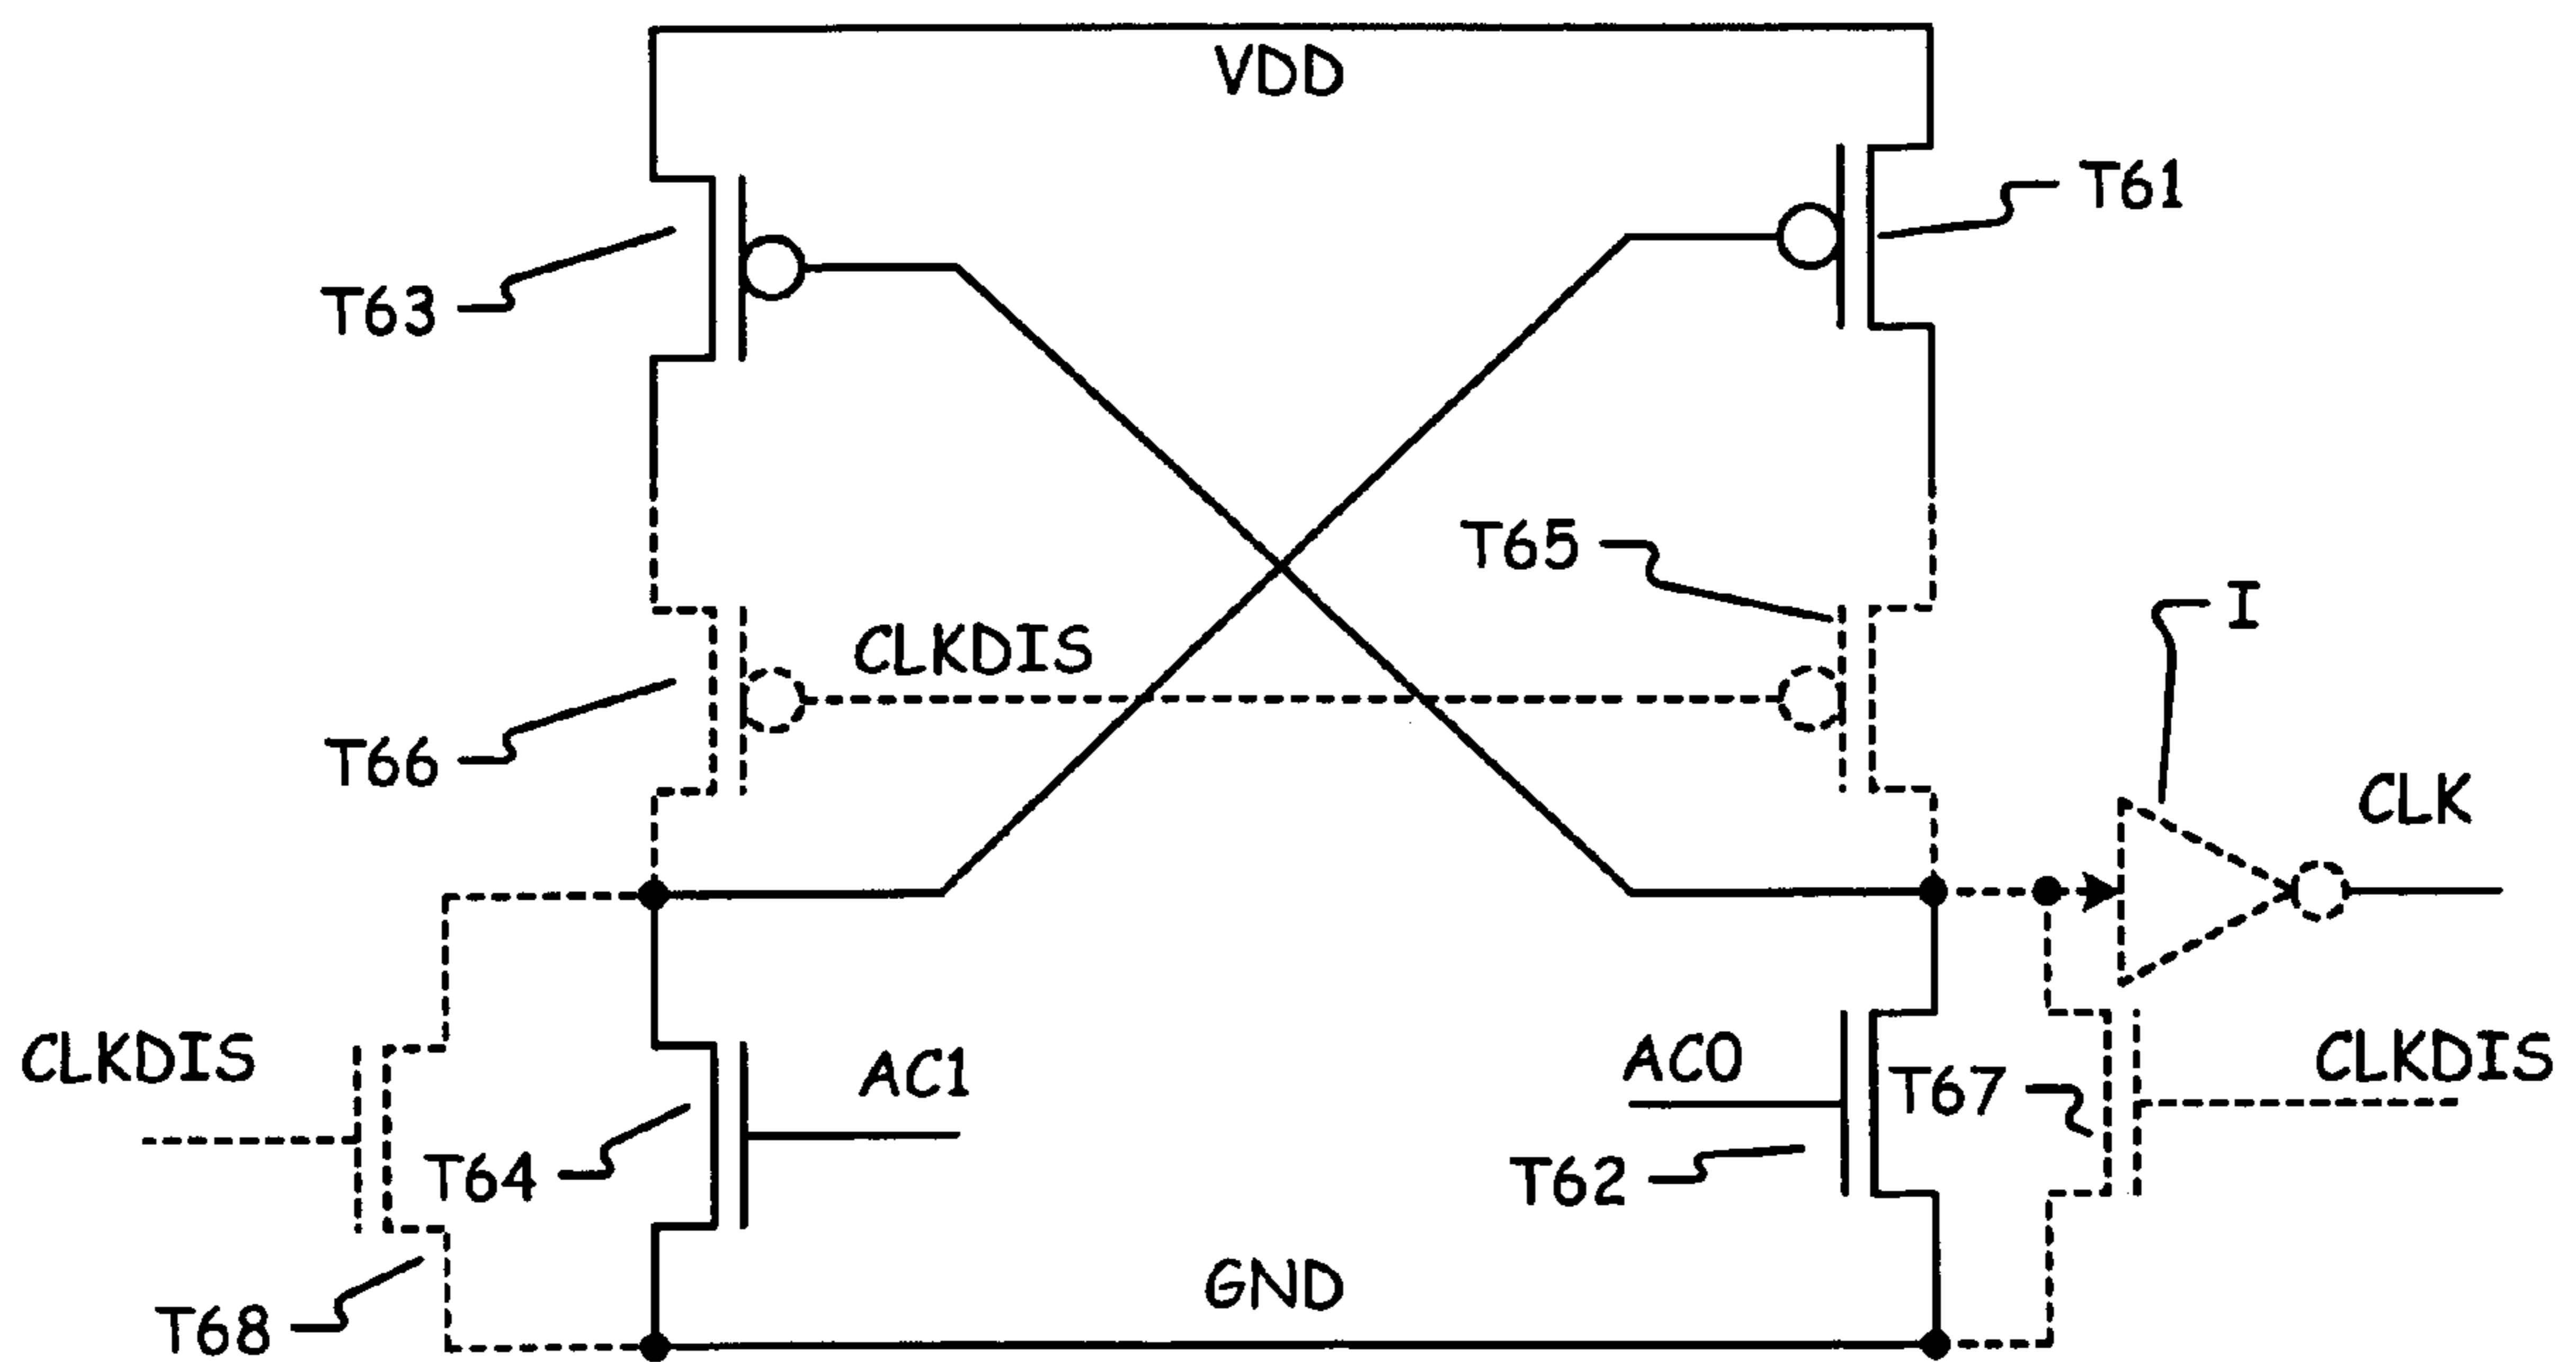 VDD
T61
T63
T65
I
CLKDIS
T66
CLK
CLKDIS
AC1
AC0
T67
CLKDIS
T64
T62
GND
T68